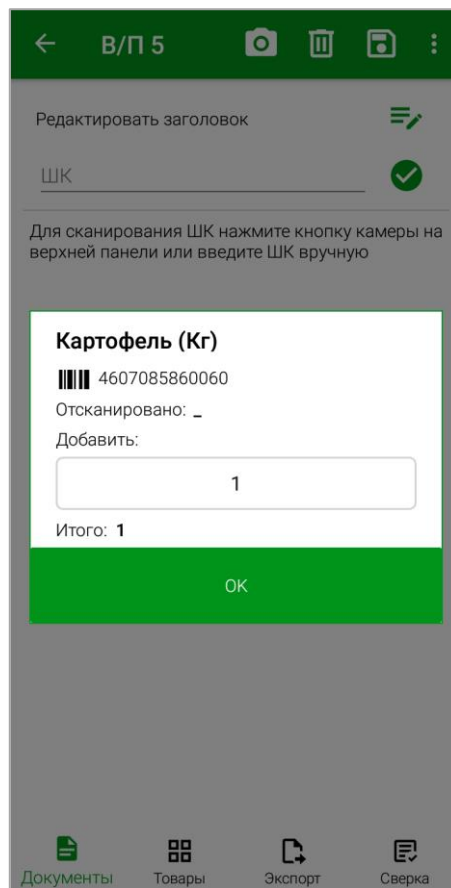 В/П 5
Редактировать заголовок
ШК
Для сканирования ШК нажмите кнопку камеры на
верхней панели или введите ШК вручную
Картофель (Кг)
4607085860060
Отсканировано: _
Добавить:
1
Итого: 1
OK
Документы Товары Экспорт Сверка